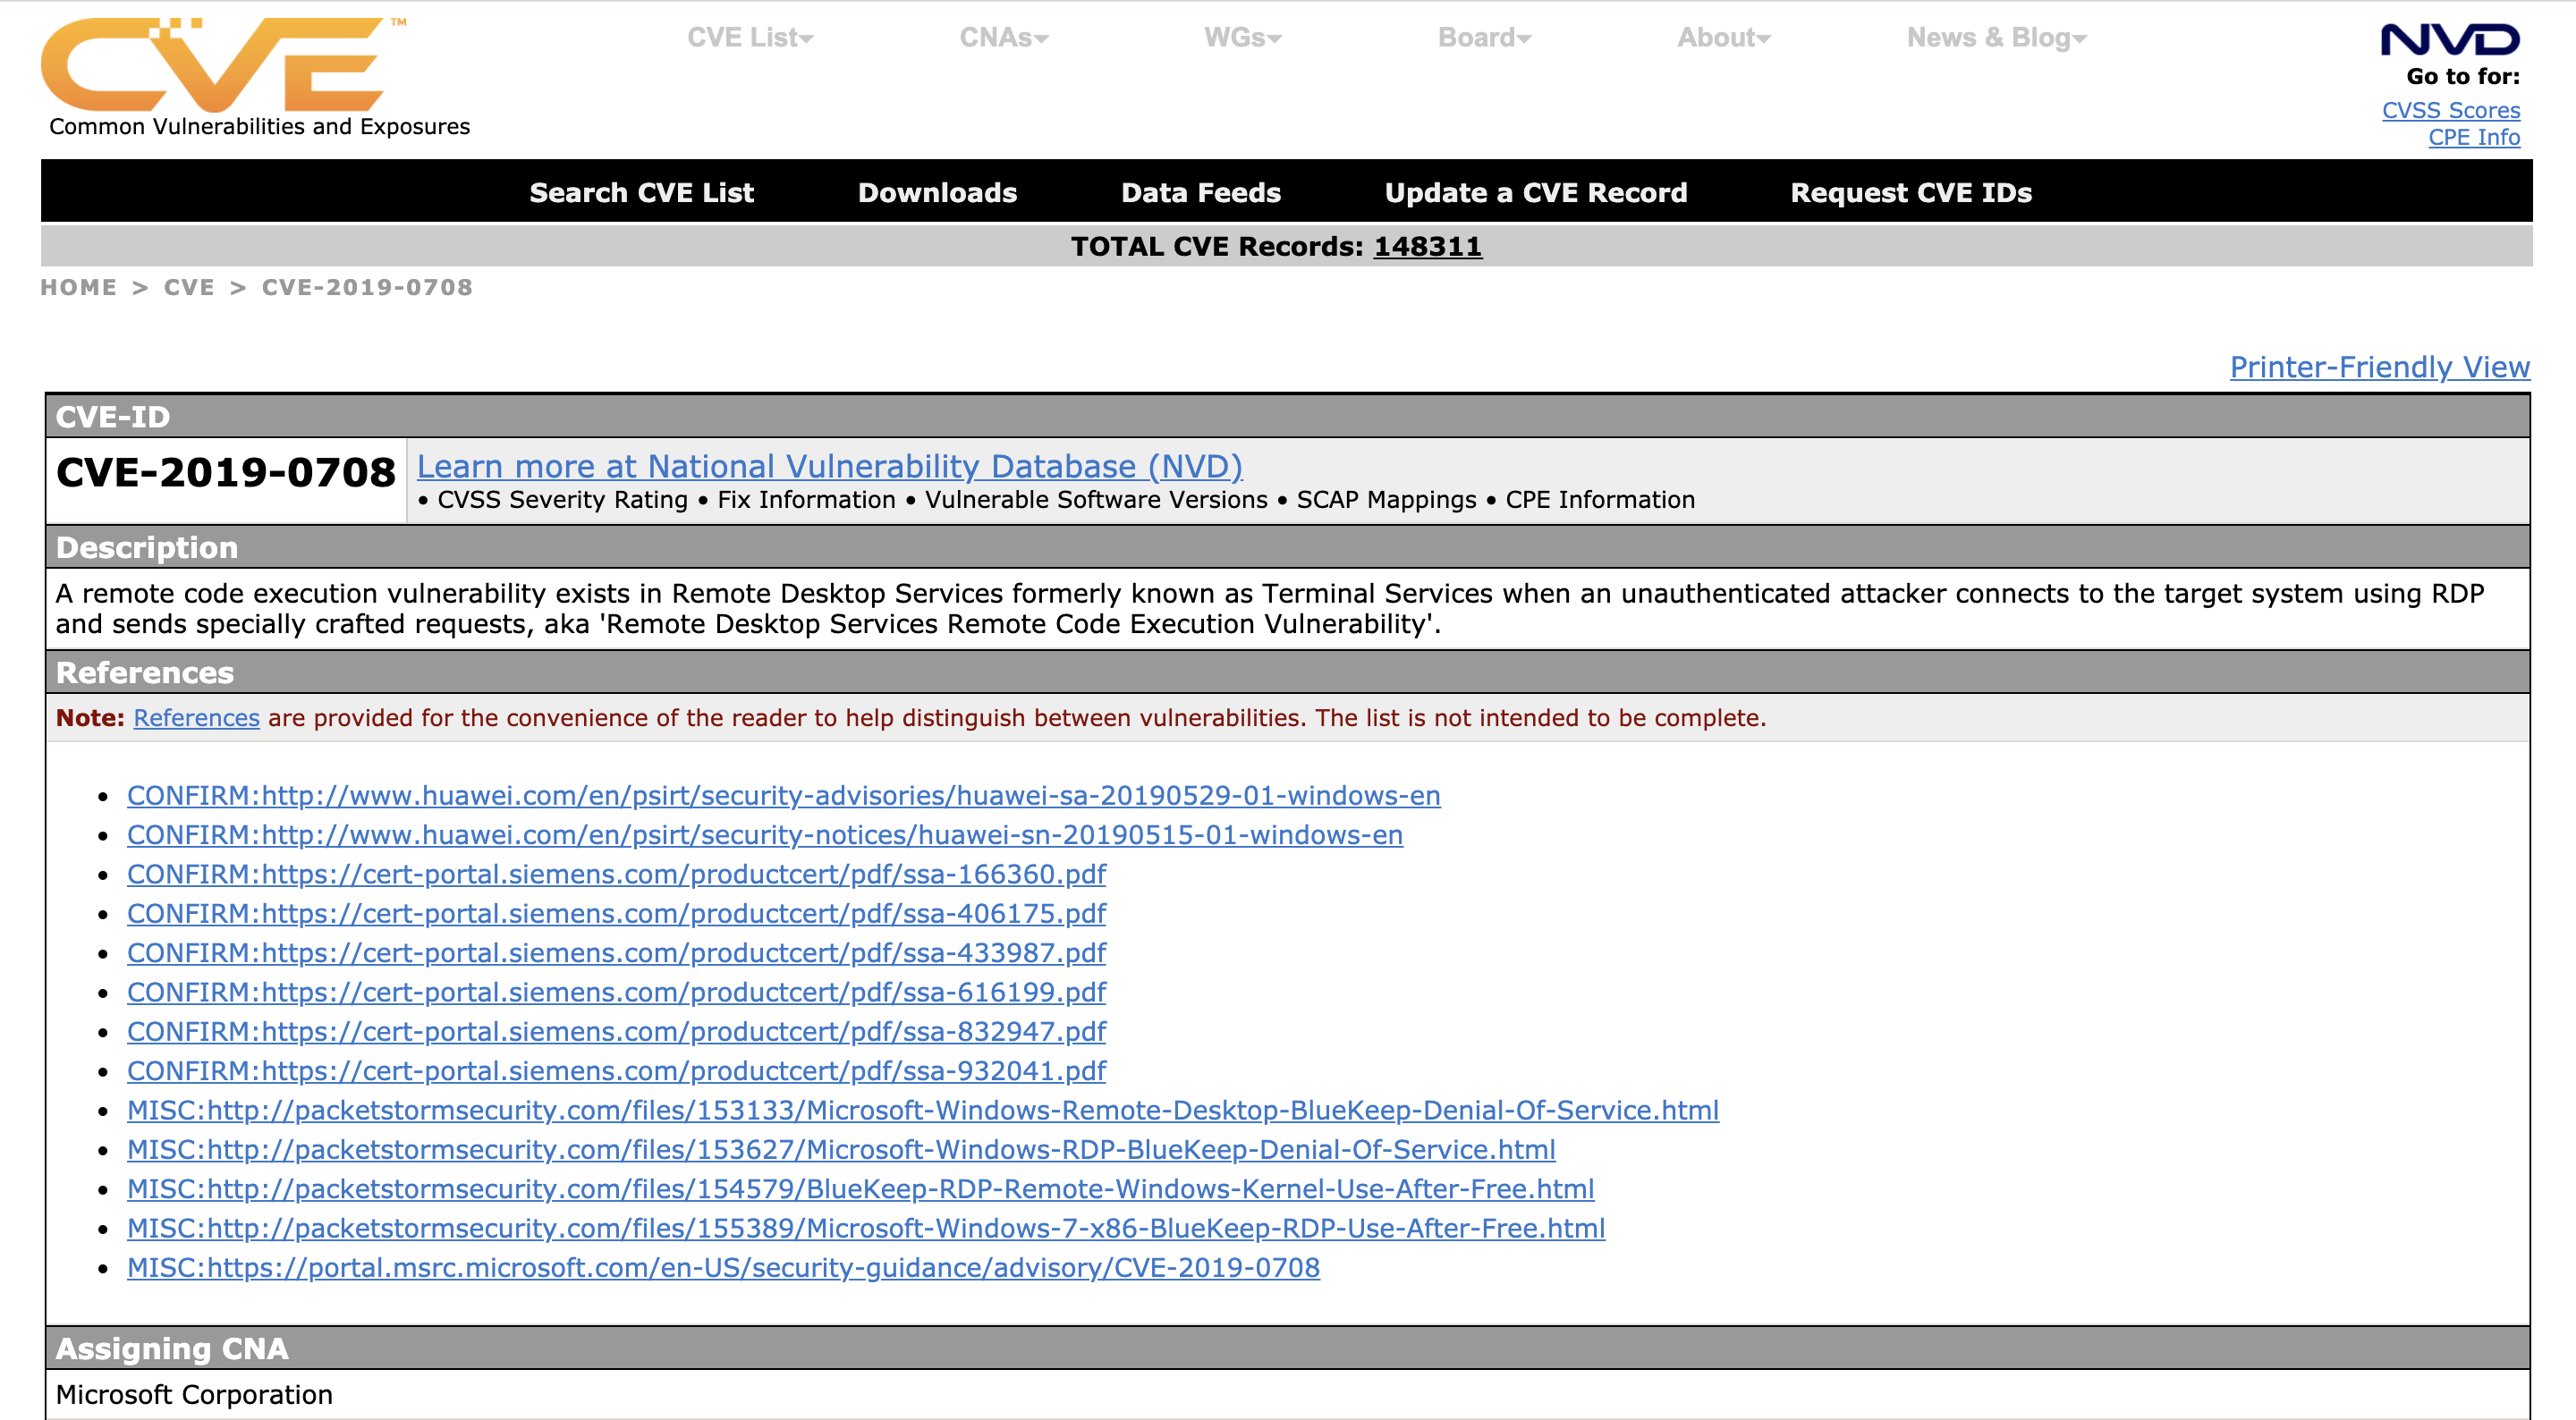 CVE™
Common Vulnerabilities and Exposures
CVE List CNAs WGs Board About News & Blog
NVD
Go to for:
CVSS Scores
CPE Info
Search CVE List Downloads Data Feeds Update a CVE Record Request CVE IDs
TOTAL CVE Records: 148311
HOME > CVE > CVE-2019-0708
Printer-Friendly View
CVE-ID
CVE-2019-0708
Learn more at National Vulnerability Database (NVD)
• CVSS Severity Rating • Fix Information • Vulnerable Software Versions • SCAP Mappings • CPE Information
Description
A remote code execution vulnerability exists in Remote Desktop Services formerly known as Terminal Services when an unauthenticated attacker connects to the target system using RDP
and sends specially crafted requests, aka 'Remote Desktop Services Remote Code Execution Vulnerability'.
References
Note: References are provided for the convenience of the reader to help distinguish between vulnerabilities. The list is not intended to be complete.
• CONFIRM:http://www.huawei.com/en/psirt/security-advisories/huawei-sa-20190529-01-windows-en
• CONFIRM:http://www.huawei.com/en/psirt/security-notices/huawei-sn-20190515-01-windows-en
• CONFIRM:https://cert-portal.siemens.com/productcert/pdf/ssa-166360.pdf
• CONFIRM:https://cert-portal.siemens.com/productcert/pdf/ssa-406175.pdf
• CONFIRM:https://cert-portal.siemens.com/productcert/pdf/ssa-433987.pdf
• CONFIRM:https://cert-portal.siemens.com/productcert/pdf/ssa-616199.pdf
• CONFIRM:https://cert-portal.siemens.com/productcert/pdf/ssa-832947.pdf
• CONFIRM:https://cert-portal.siemens.com/productcert/pdf/ssa-932041.pdf
• MISC:http://packetstormsecurity.com/files/153133/Microsoft-Windows-Remote-Desktop-BlueKeep-Denial-Of-Service.html
• MISC:http://packetstormsecurity.com/files/153627/Microsoft-Windows-RDP-BlueKeep-Denial-Of-Service.html
• MISC:http://packetstormsecurity.com/files/154579/BlueKeep-RDP-Remote-Windows-Kernel-Use-After-Free.html
• MISC:http://packetstormsecurity.com/files/155389/Microsoft-Windows-7-x86-BlueKeep-RDP-Use-After-Free.html
• MISC:https://portal.msrc.microsoft.com/en-US/security-guidance/advisory/CVE-2019-0708
Assigning CNA
Microsoft Corporation